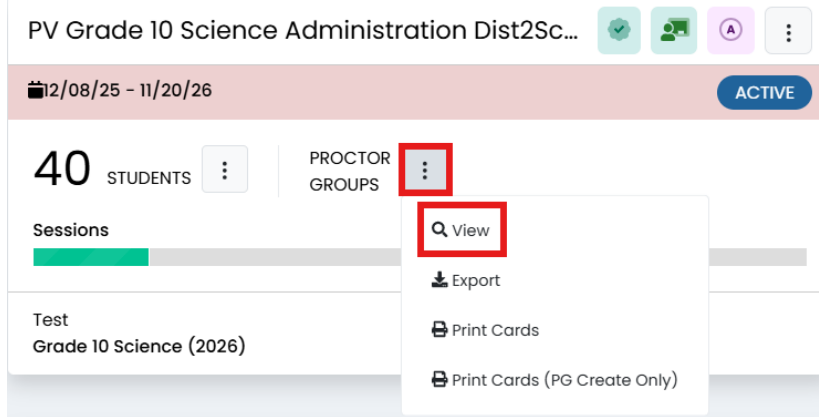 PV Grade 10 Science Administration Dist2Sc...
A
12/08/25 - 11/20/26
ACTIVE
40 STUDENTS
PROCTOR
GROUPS
Sessions
View
Export
Print Cards
Print Cards (PG Create Only)
Test
Grade 10 Science (2026)